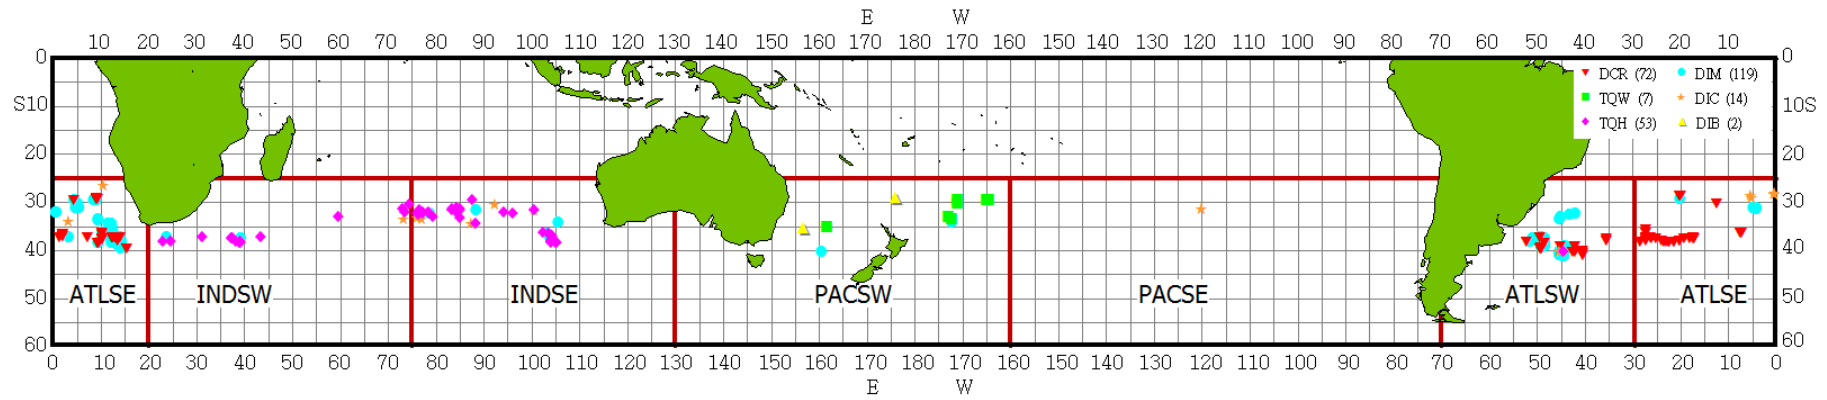 E W
10 20 30 40 50 60 70 80 90 100 110 120 130 140 150 160 170 180 170 160 150 140 130 120 110 100 90 80 70 60 50 40 30 20 10
0 0
▼ DCR (72) ● DIM (119)
S10 ■ TQW (7) ★ DIC (14) 10S
◆ TQH (53) ▲ DIB (2)
20 20
30 30
40 40
50 ATLSE INDSW INDSE PACSW PACSE ATLSW ATLSE 50
60 60
0 10 20 30 40 50 60 70 80 90 100 110 120 130 140 150 160 170 180 170 160 150 140 130 120 110 100 90 80 70 60 50 40 30 20 10 0
E W